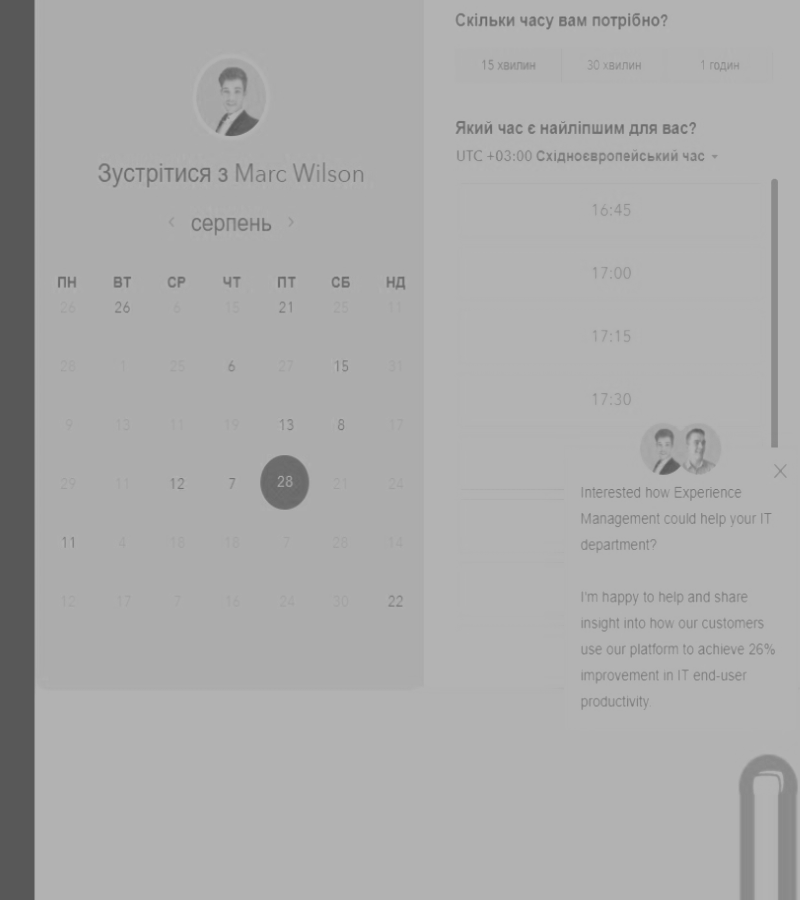 Скільки часу вам потрібно?
15 хвилин 30 хвилин 1 годин
Який час є найліпшим для вас?
UTC +03:00 Східноєвропейський час
16:45
17:00
17:15
17:30
Зустрітися з Marc Wilson
серпень
ПН ВТ СР ЧТ ПТ СБ НД
26 26 6 15 21 25 11
28 1 25 6 27 15 31
9 13 11 19 13 8 17
29 11 12 7 28 21 24
11 4 16 18 7 28 14
12 17 7 16 24 30 22
Interested how Experience
Management could help your IT
department?
I'm happy to help and share
insight into how our customers
use our platform to achieve 26%
improvement in IT end-user
productivity